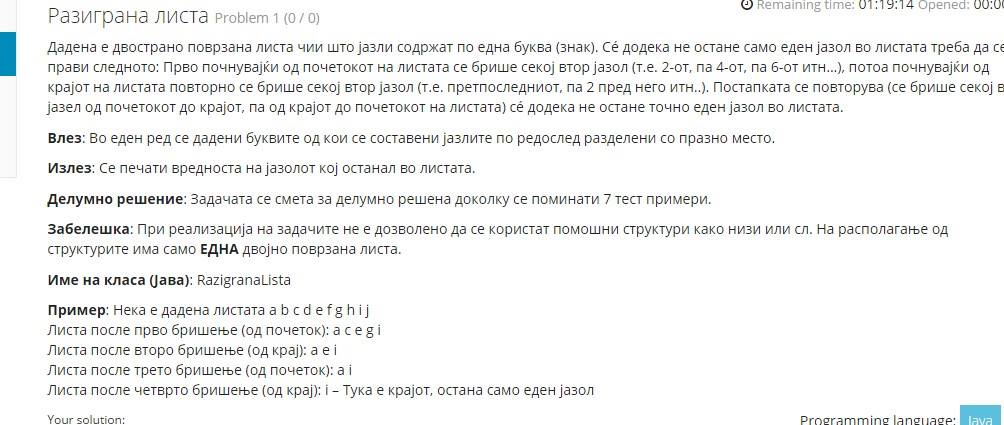 Разиграна листа Problem 1 (0 / 0)
Remaining time: 01:19:14 Opened: 00:00
Дадена е двострано поврзана листа чии што јазли содржат по една буква (знак). Сѐ додека не остане само еден јазол во листата треба да се
прави следното: Прво почнувајќи од почетокот на листата се брише секој втор јазол (т.е. 2-от, па 4-от, па 6-от итн...), потоа почнувајќи од
крајот на листата повторно се брише секој втор јазол (т.е. претпоследниот, па 2 пред него итн..). Постапката се повторува (се брише секој в
јазел од почетокот до крајот, па од крајот до почетокот на листата) сѐ додека не остане точно еден јазол во листата.
Влез: Во еден ред се дадени буквите од кои се составени јазлите по редослед разделени со празно место.
Излез: Се печати вредноста на јазолот кој останал во листата.
Делумно решение: Задачата се смета за делумно решена доколку се поминати 7 тест примери.
Забелешка: При реализација на задачите не е дозволено да се користат помошни структури како низи или сл. На располагање од
структурите има само ЕДНА двојно поврзана листа.
Име на класа (Јава): RazigranaLista
Пример: Нека е дадена листата a b c d e f g h i j
Листа после прво бришење (од почеток): a c e g i
Листа после второ бришење (од крај): a e i
Листа после трето бришење (од почеток): a i
Листа после четврто бришење (од крај): i – Тука е крајот, остана само еден јазол
Your solution:
Programming language: Java